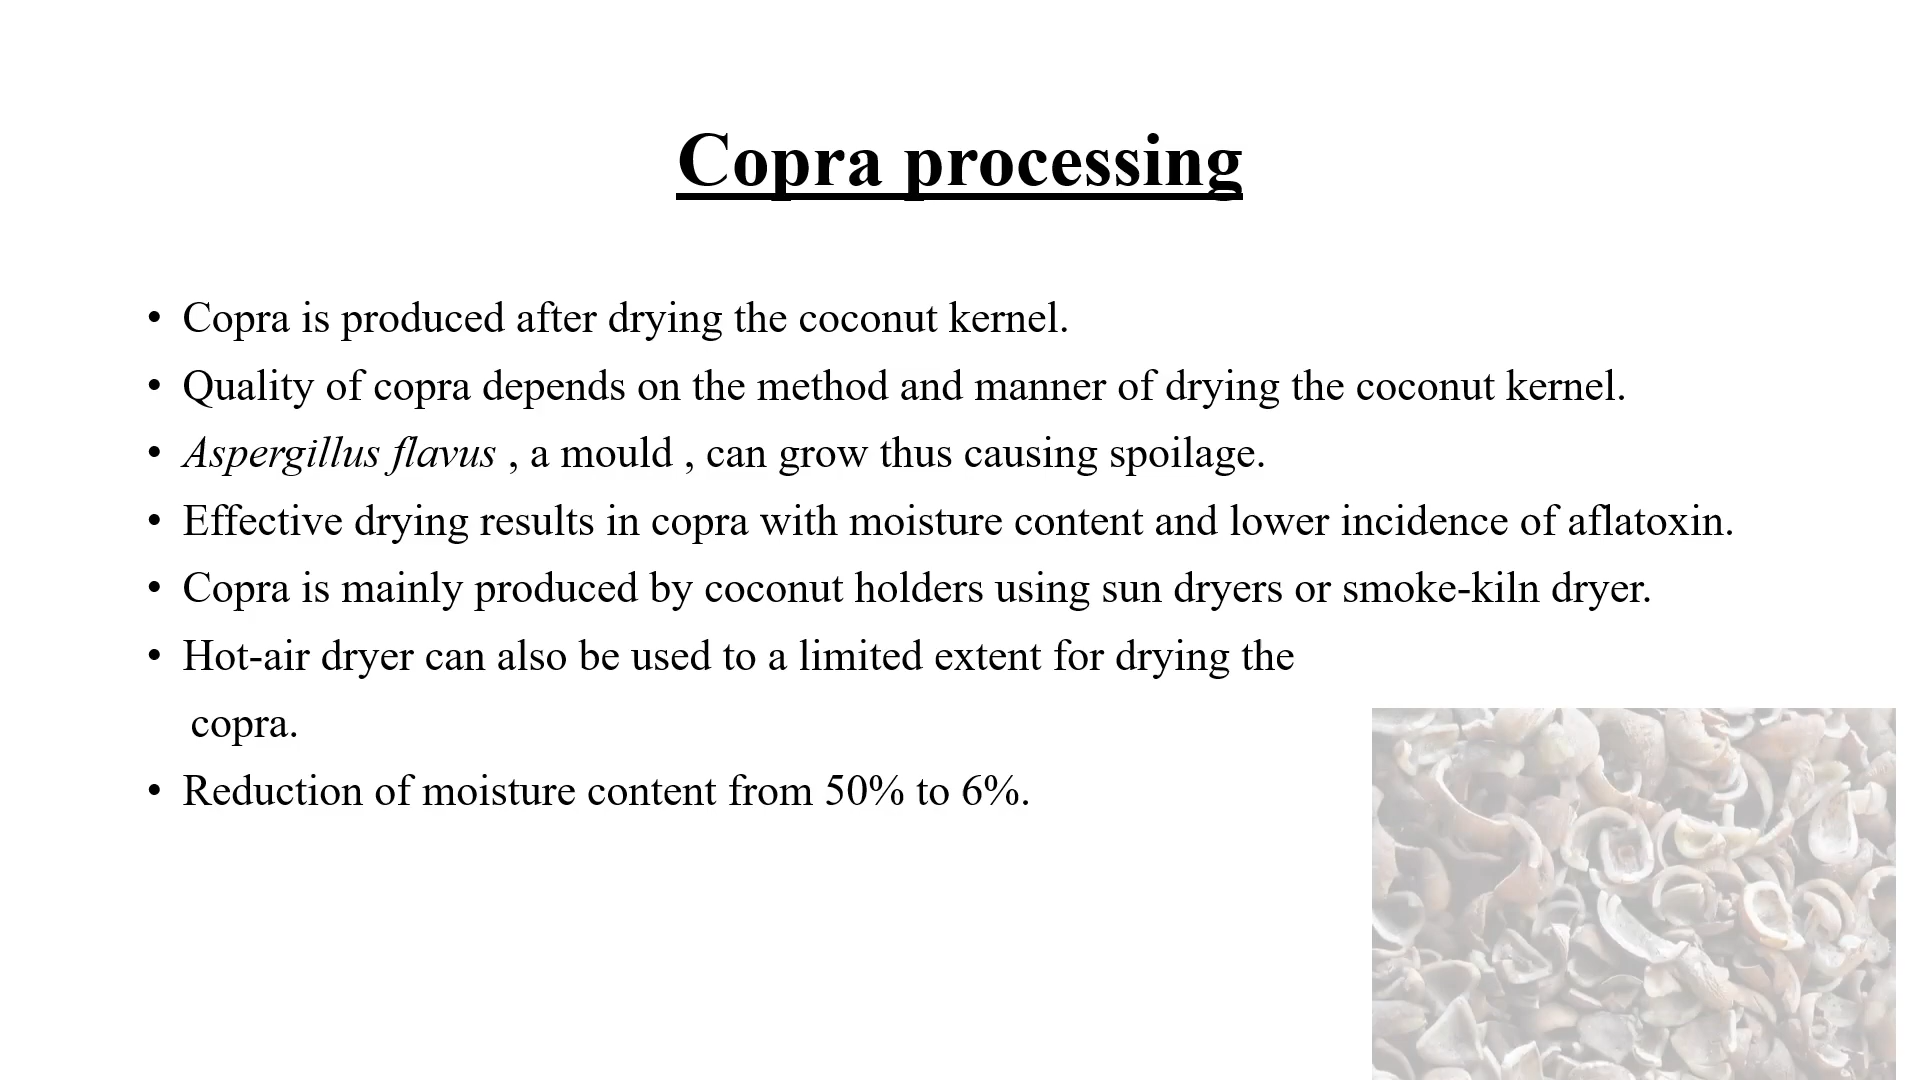 Copra processing
• Copra is produced after drying the coconut kernel.
• Quality of copra depends on the method and manner of drying the coconut kernel.
• Aspergillus flavus , a mould , can grow thus causing spoilage.
• Effective drying results in copra with moisture content and lower incidence of aflatoxin.
• Copra is mainly produced by coconut holders using sun dryers or smoke-kiln dryer.
• Hot-air dryer can also be used to a limited extent for drying the
copra.
• Reduction of moisture content from 50% to 6%.